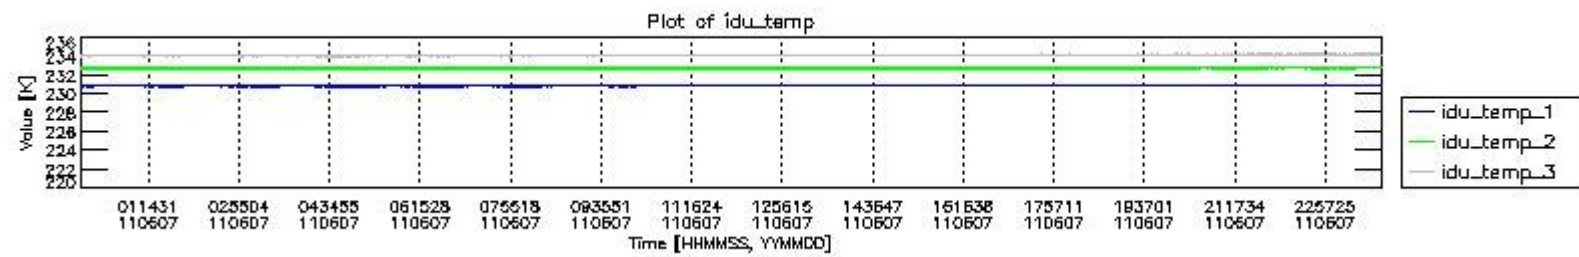 Plot of idu_temp
Value [K]
236
234
232
230
228
226
224
222
220
011431 025504 043455 061528 075518 093551 111624 125615 143647 161638 175711 193701 211734 225725
110607 110607 110607 110607 110607 110607 110607 110607 110607 110607 110607 110607 110607 110607
Time [HHMMSS, YYMMDD]
idu_temp_1
idu_temp_2
idu_temp_3